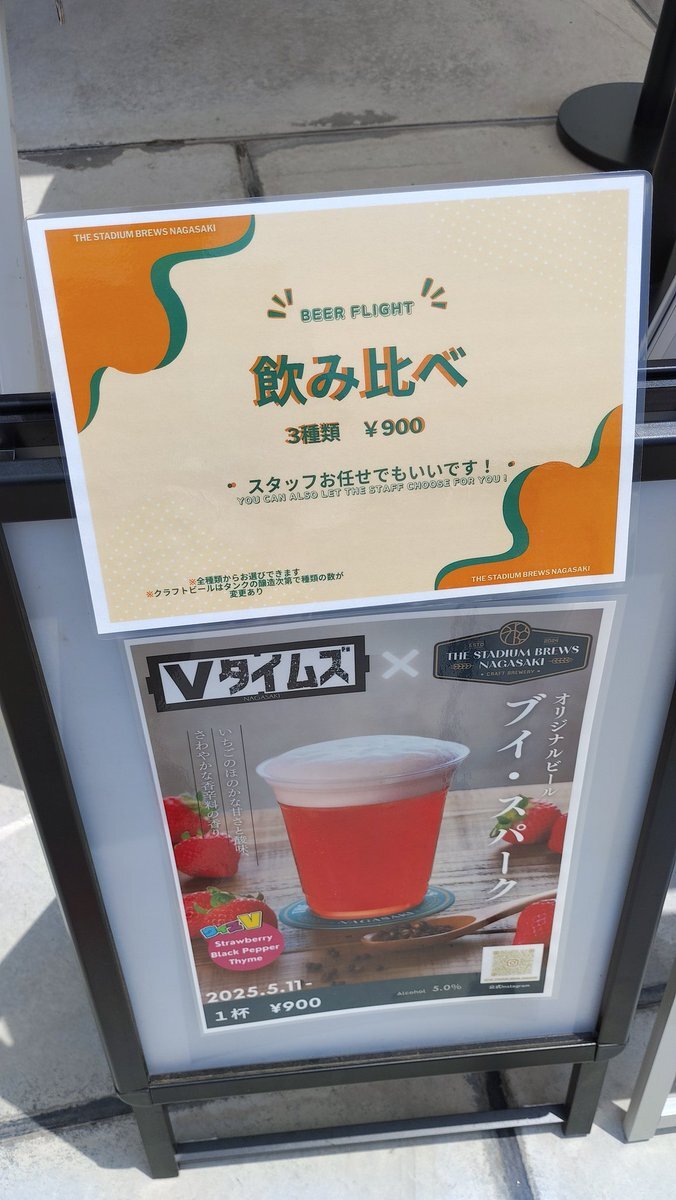 THE STADIUM BREWS NAGASAKI
BEER FLIGHT
飲み比べ
3種類 ¥900
スタッフお任せでもいいです！
YOU CAN ALSO LET THE STAFF CHOOSE FOR YOU!
※全種類からお選びできます
※クラフトビールはタンクの醸造次第で種類の数が
変更あり
THE STADIUM BREWS NAGASAKI
Vタイムズ
NAGASAKI
×
ESTD 2024
THE STADIUM BREWS
NAGASAKI
CRAFT BREWERY
オリジナルビール
ブイ・スパーク
いちごのほのかな甘さと酸味、
さわやかな香辛料の香り
NAGASAKI
Strawberry
Black Pepper
Thyme
2025.5.11-
1杯 ¥900
Alcohol 5.0%
公式Instagram